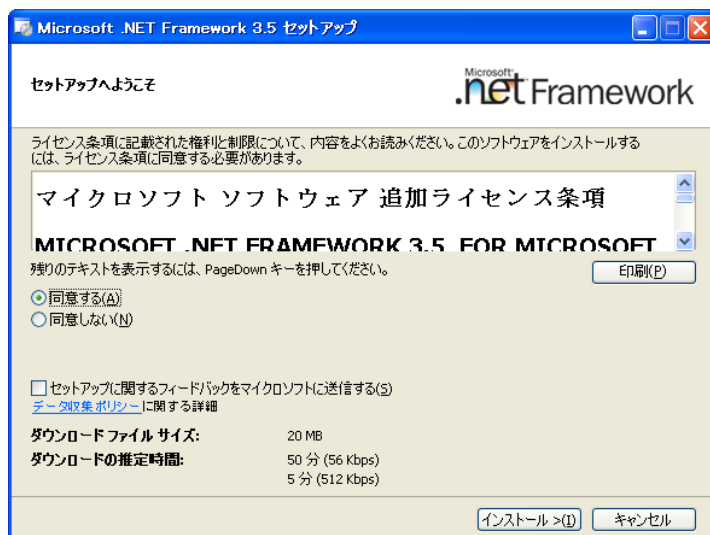 Microsoft .NET Framework 3.5 セットアップ
セットアップへようこそ
Microsoft
.net Framework
ライセンス条項に記載された権利と制限について、内容をよくお読みください。このソフトウェアをインストールする
には、ライセンス条項に同意する必要があります。
マイクロソフト ソフトウェア 追加ライセンス条項
MICROSOFT .NET FRAMEWORK 3.5 FOR MICROSOFT
残りのテキストを表示するには、PageDown キーを押してください。
印刷(P)
同意する(A)
同意しない(N)
セットアップに関するフィードバックをマイクロソフトに送信する(S)
データ収集ポリシーに関する詳細
ダウンロード ファイル サイズ: 20 MB
ダウンロードの推定時間: 50 分 (56 Kbps)
5 分 (512 Kbps)
インストール >(I) キャンセル